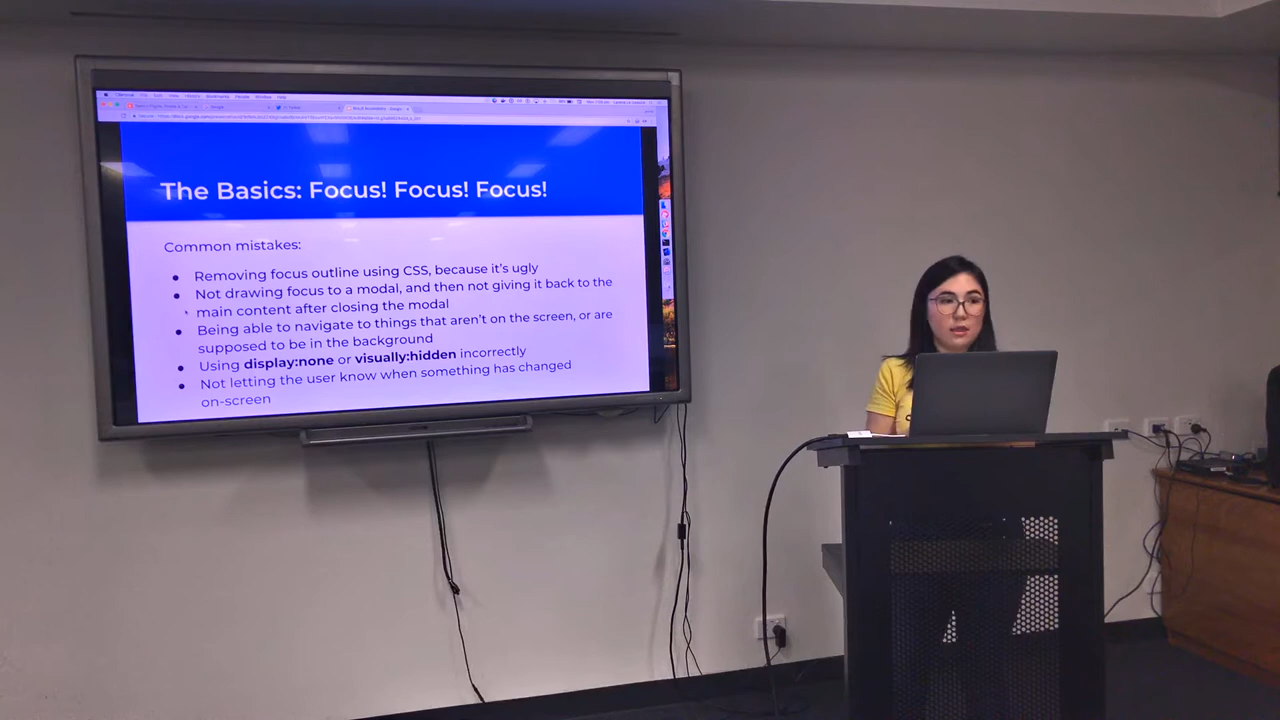 The Basics: Focus! Focus! Focus!
Common mistakes:
● Removing focus outline using CSS, because it's ugly
● Not drawing focus to a modal, and then not giving it back to the
main content after closing the modal
● Being able to navigate to things that aren't on the screen, or are
supposed to be in the background
● Using display:none or visually:hidden incorrectly
● Not letting the user know when something has changed
on-screen